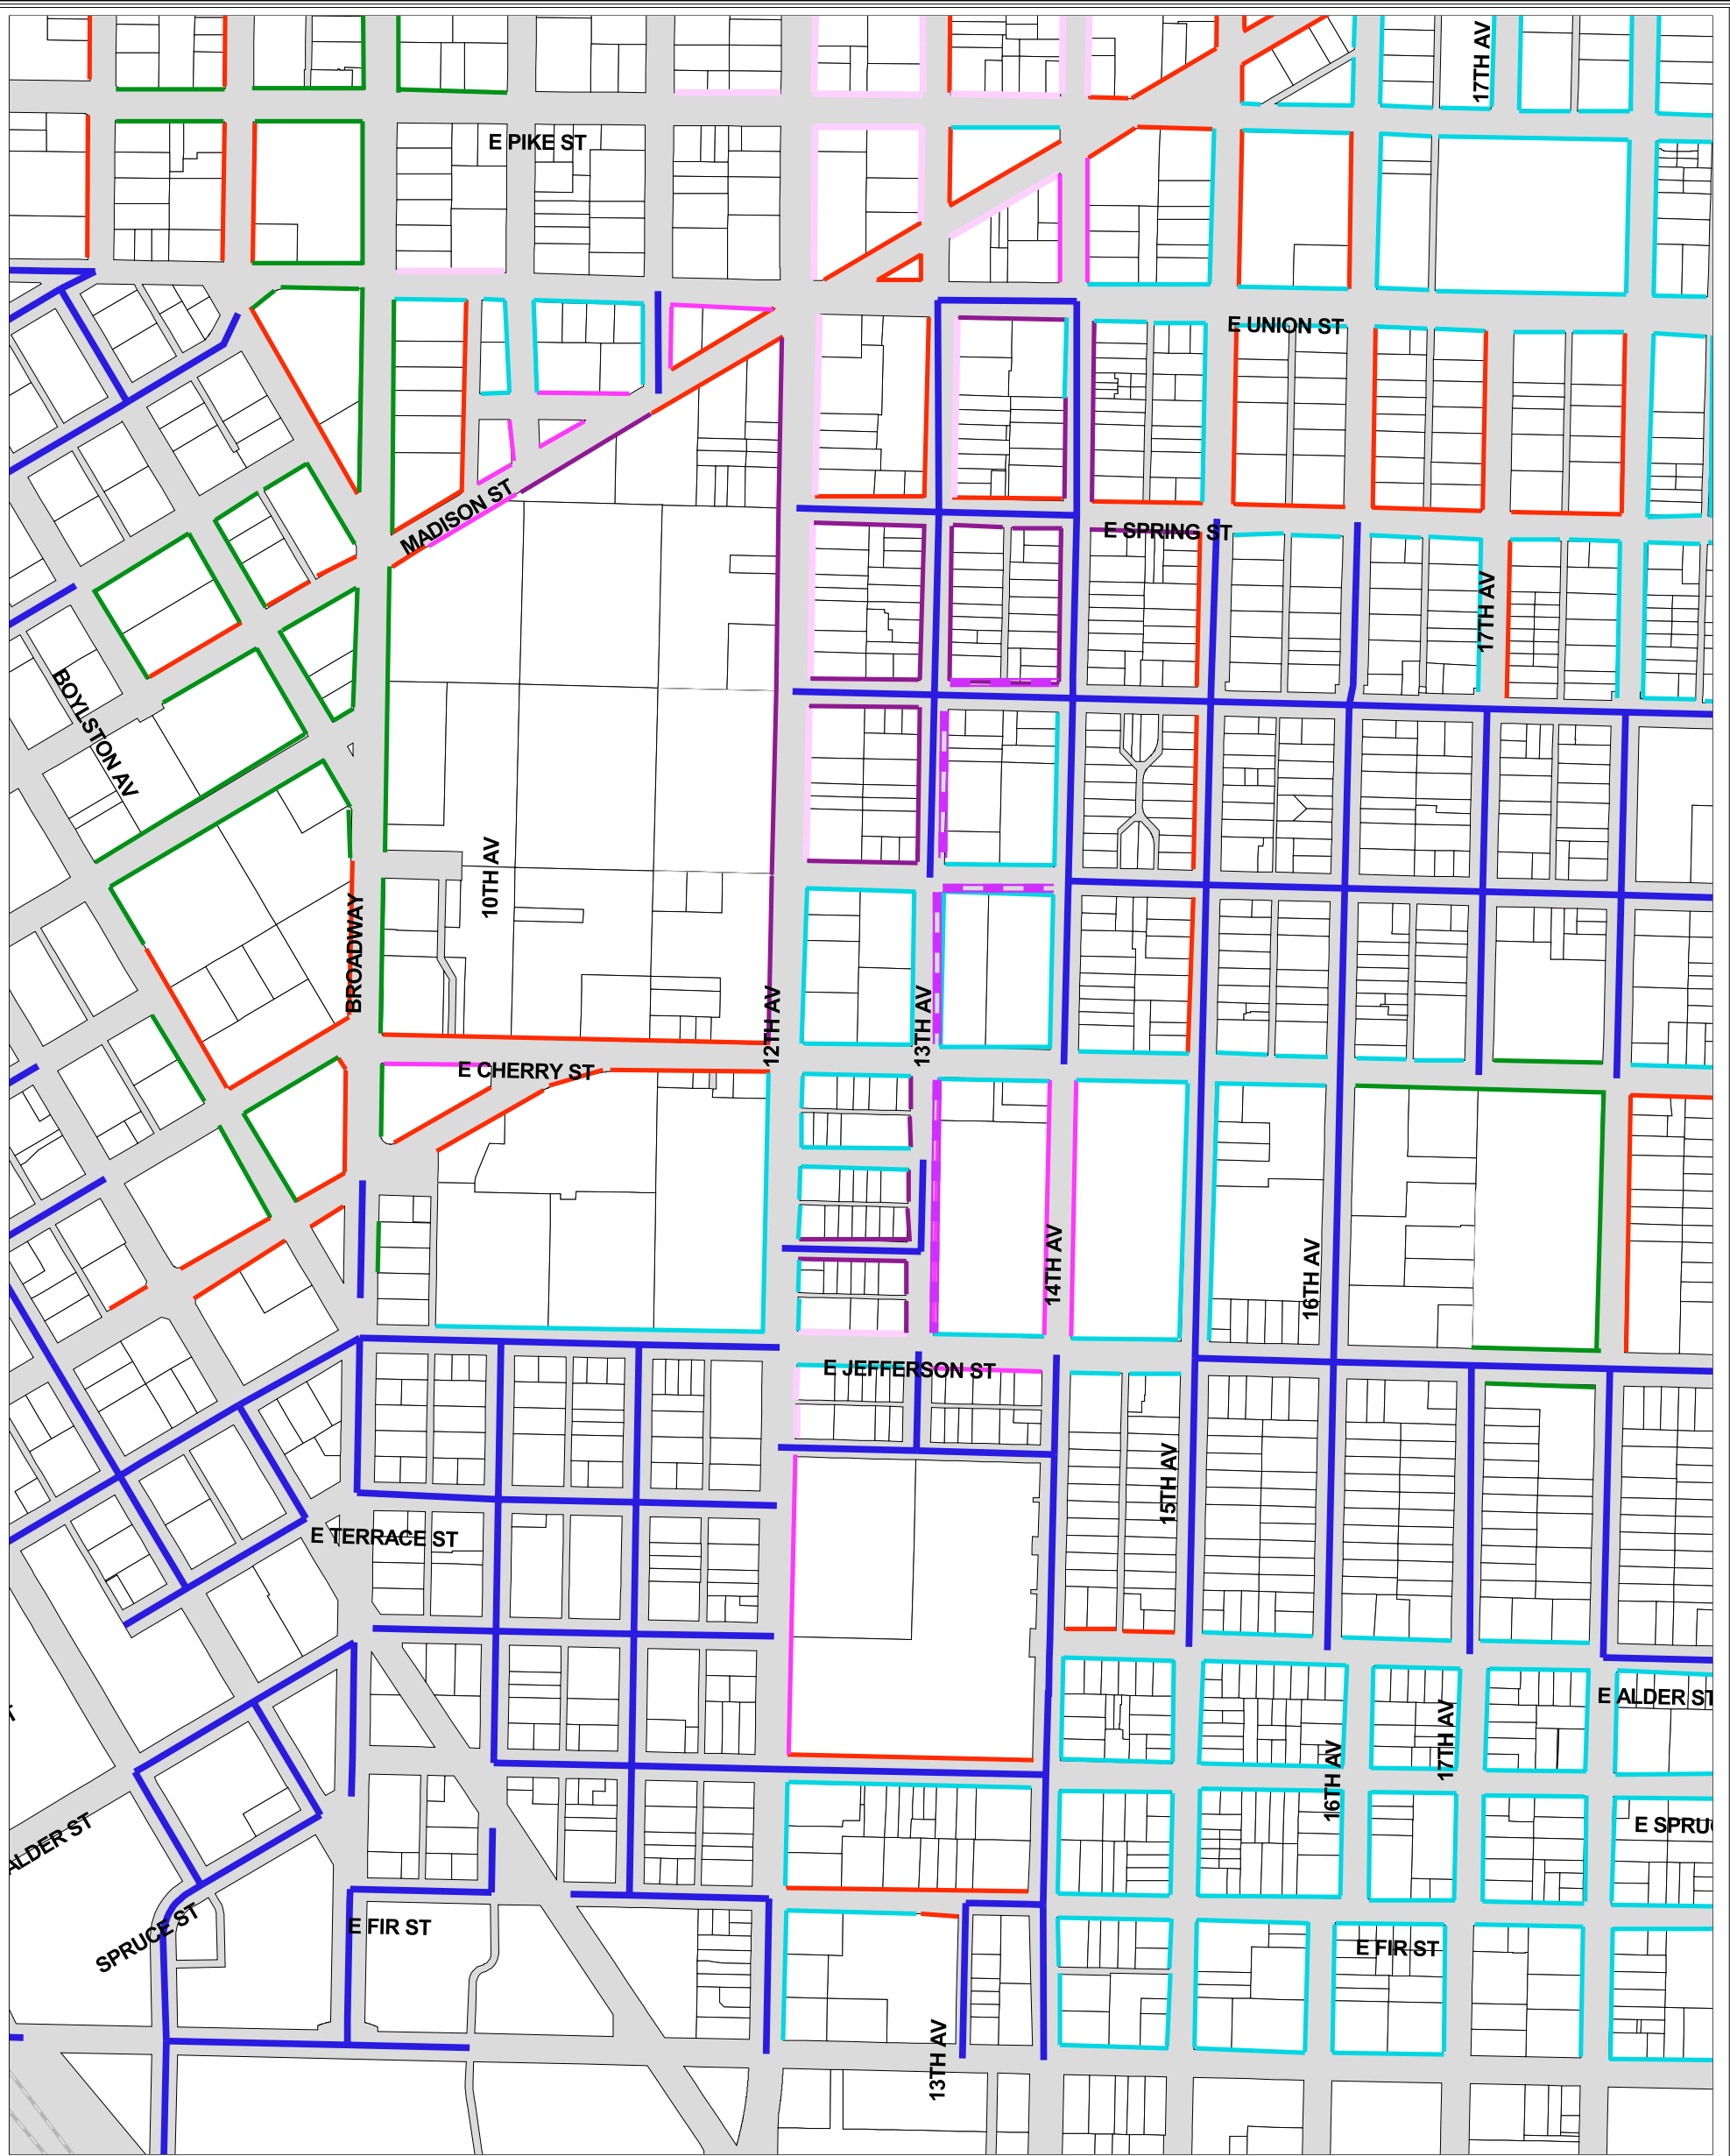 17TH AV
E PIKE ST
E UNION ST
MADISON ST
E SPRING ST
17TH AV
BOYLSTON AV
10TH AV
BROADWAY
12TH AV
13TH AV
E CHERRY ST
14TH AV
16TH AV
E JEFFERSON ST
15TH AV
E TERRACE ST
E ALDER ST
17TH AV
16TH AV
ALDER ST
E SPRU
SPRUCE ST
E FIR ST
E FIR ST
13TH AV